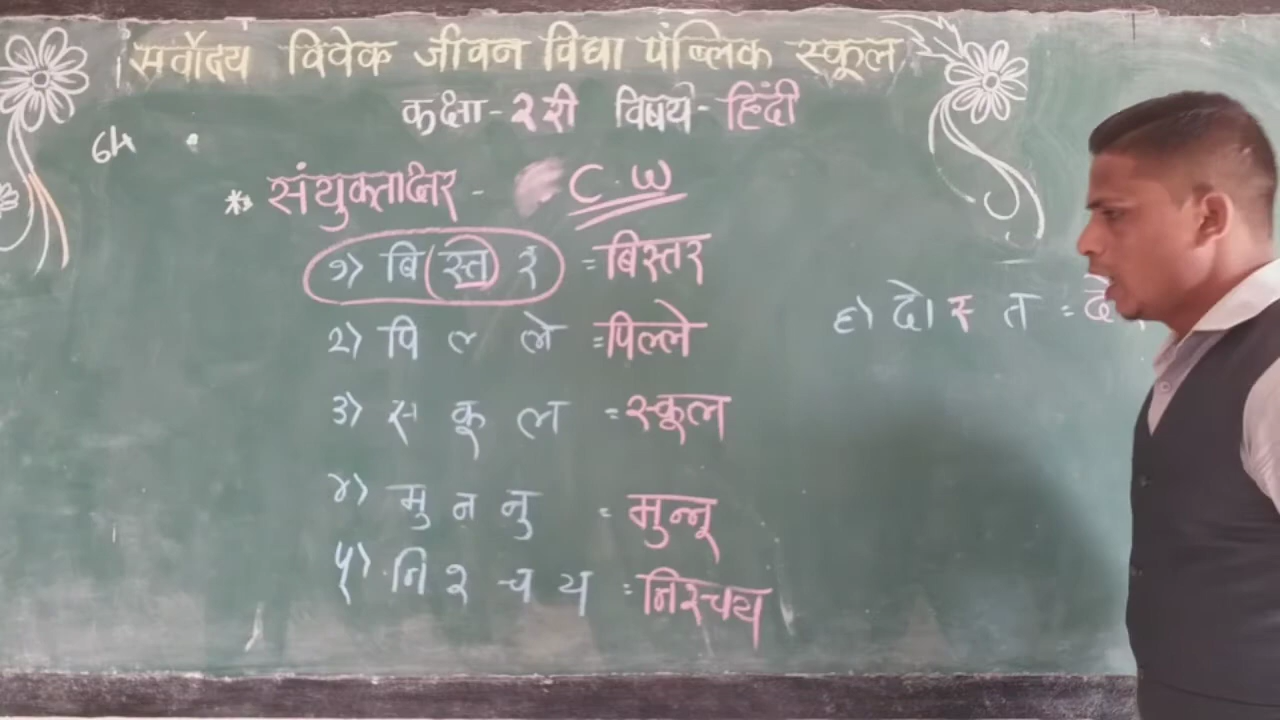 सर्वोदय विवेक जीवन विद्या पब्लिक स्कूल
कक्षा - २री विषय - हिंदी
* संयुक्ताक्षर - C.W
१) बि स्त र = बिस्तर
२) पि ल ले = पिल्ले
३) स कू ल = स्कूल
४) मु न नु = मुन्नू
५) नि श च य = निश्चय
६) दो स त =